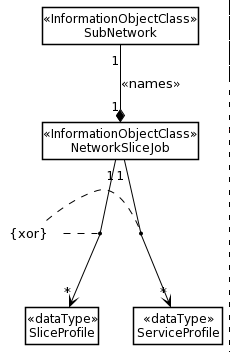 «InformationObjectClass»
SubNetwork
1
«names»
1
«InformationObjectClass»
NetworkSliceJob
1 1
{xor}
* *
«dataType» «dataType»
SliceProfile ServiceProfile